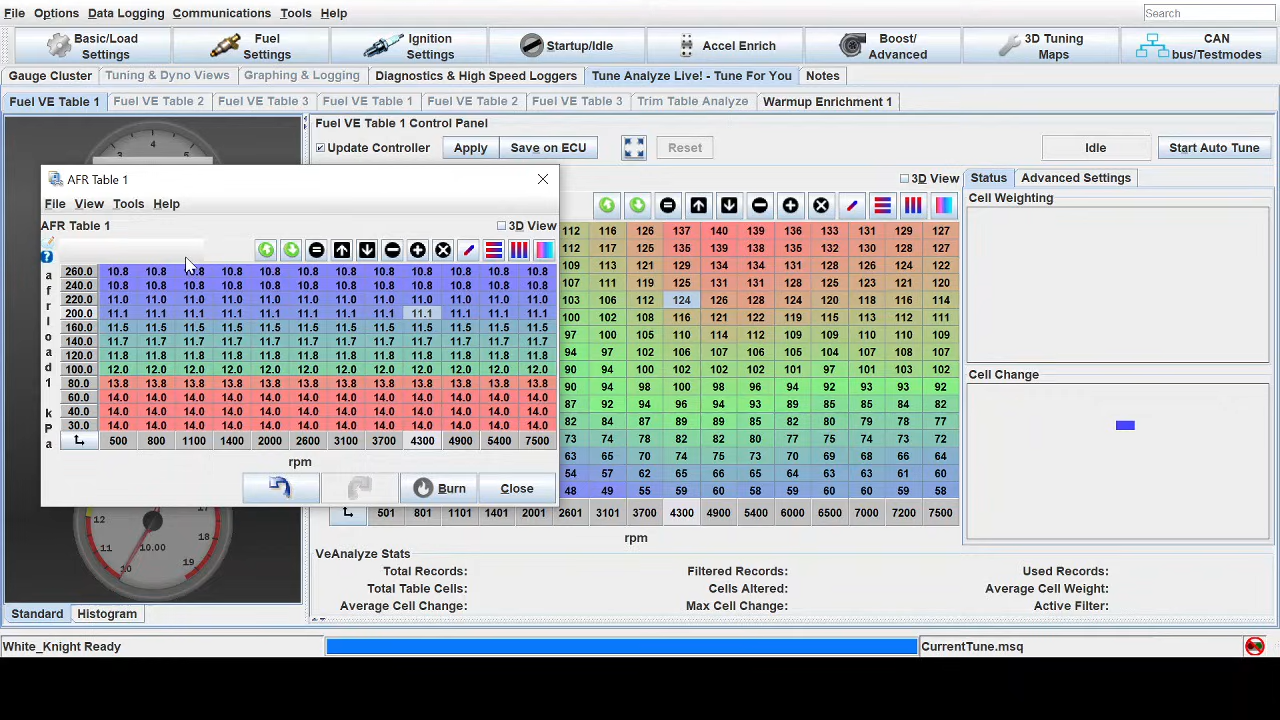 File Options Data Logging Communications Tools Help Search
Basic/Load Settings Fuel Settings Ignition Settings Startup/Idle Accel Enrich Boost/ Advanced 3D Tuning Maps CAN bus/Testmodes
Gauge Cluster Tuning & Dyno Views Graphing & Logging Diagnostics & High Speed Loggers Tune Analyze Live! - Tune For You Notes
Fuel VE Table 1 Fuel VE Table 2 Fuel VE Table 3 Fuel VE Table 1 Fuel VE Table 2 Fuel VE Table 3 Trim Table Analyze Warmup Enrichment 1
Fuel VE Table 1 Control Panel
Update Controller Apply Save on ECU Reset Idle Start Auto Tune
3D View Status Advanced Settings
Cell Weighting
Cell Change
112 116 126 137 140 139 136 133 131 129 127
125 132 136 135 132 130 128 126
109 113 122 129 134 133 128 126 124 122 123
107 111 119 125 131 131 128 124 122 121 120
103 106 112 124 126 128 124 120 118 116 114
100 102 108 116 121 122 119 113 113 112 111
110 114 112 109 110 110 109
94 97 102 106 107 106 104 106 107 108 107
90 94 100 102 102 102 101 97 101 103 102
90 94 98 100 98 96 94 92 93 93 92
87 92 94 96 94 93 89 85 85 84 82
82 84 87 89 89 85 82 80 79 78 77
73 74 78 82 80 77 75 74 73 73 72
63 65 70 74 75 73 70 67 66 65 65
54 57 62 65 66 65 64 63 63 61 60
48 49 55 59 60 58 59 60 59 58 58
501 801 1101 1401 2001 2601 3101 3700 4300 4900 5400 6000 6500 7000 7200 7500
rpm
AFR Table 1
File View Tools Help
AFR Table 1 3D View
afrload1 kPa
260.0 10.8 10.8 10.8 10.8 10.8 10.8 10.8 10.8 10.8 10.8 10.8 10.8
240.0 10.8 10.8 10.8 10.8 10.8 10.8 10.8 10.8 10.8 10.8 10.8 10.8
220.0 11.0 11.0 11.0 11.0 11.0 11.0 11.0 11.0 11.0 11.0 11.0 11.0
200.0 11.1 11.1 11.1 11.1 11.1 11.1 11.1 11.1 11.1 11.1 11.1 11.1
160.0 11.5 11.5 11.5 11.5 11.5 11.5 11.5 11.5 11.5 11.5 11.5 11.5
140.0 11.7 11.7 11.7 11.7 11.7 11.7 11.7 11.7 11.7 11.7 11.7 11.7
120.0 11.8 11.8 11.8 11.8 11.8 11.8 11.8 11.8 11.8 11.8 11.8 11.8
100.0 12.0 12.0 12.0 12.0 12.0 12.0 12.0 12.0 12.0 12.0 12.0 12.0
80.0 13.8 13.8 13.8 13.8 13.8 13.8 13.8 13.8 13.8 13.8 13.8 13.8
60.0 14.0 14.0 14.0 14.0 14.0 14.0 14.0 14.0 14.0 14.0 14.0 14.0
40.0 14.0 14.0 14.0 14.0 14.0 14.0 14.0 14.0 14.0 14.0 14.0 14.0
30.0 14.0 14.0 14.0 14.0 14.0 14.0 14.0 14.0 14.0 14.0 14.0 14.0
500 800 1100 1400 2000 2600 3100 3700 4300 4900 5400 7500
rpm
Burn Close
3 4 5
12 11 10 10.00 17 18 19
Standard Histogram
VeAnalyze Stats
Total Records: Filtered Records: Used Records:
Total Table Cells: Cells Altered: Average Cell Weight:
Average Cell Change: Max Cell Change: Active Filter:
White_Knight Ready CurrentTune.msq